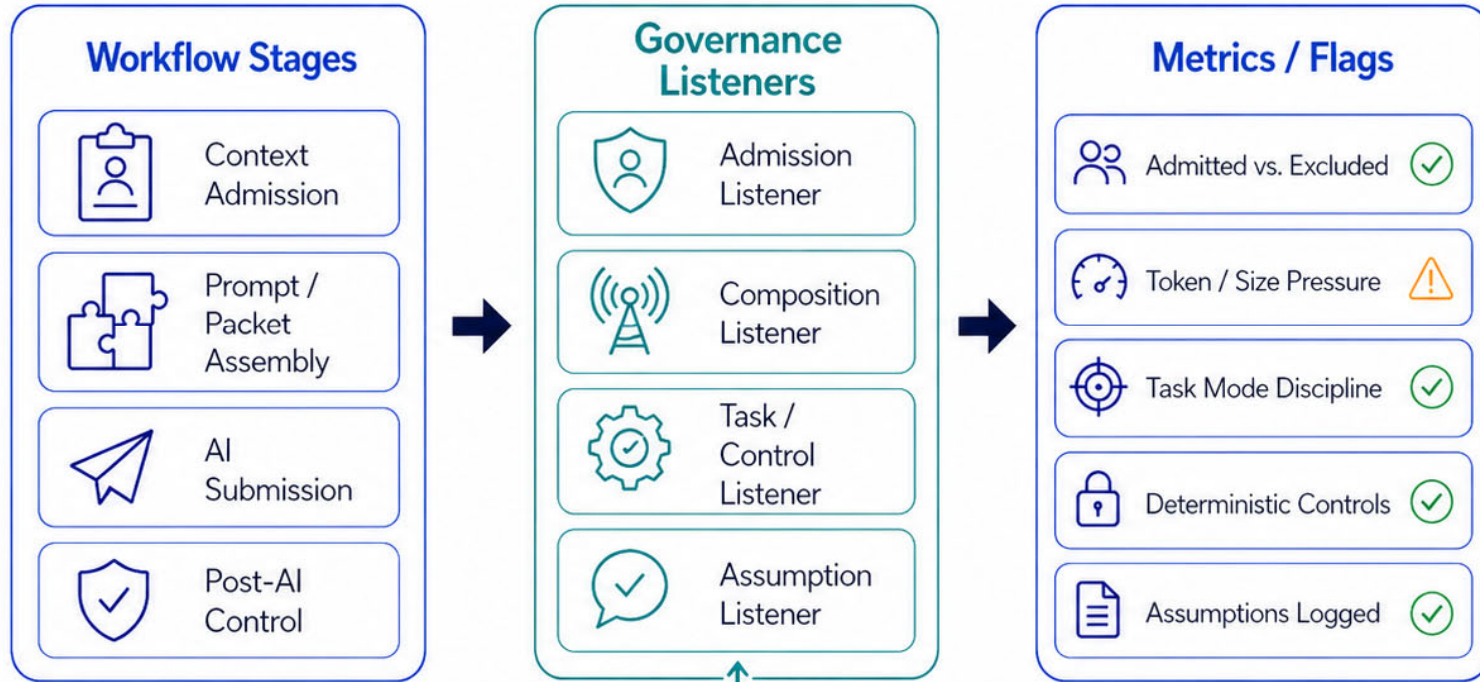 Workflow Stages
Context
Admission
Prompt /
Packet
Assembly
AI
Submission
Post-AI
Control
Governance
Listeners
Admission
Listener
Composition
Listener
Task /
Control
Listener
Assumption
Listener
Metrics / Flags
Admitted vs. Excluded
Token / Size Pressure
Task Mode Discipline
Deterministic Controls
Assumptions Logged